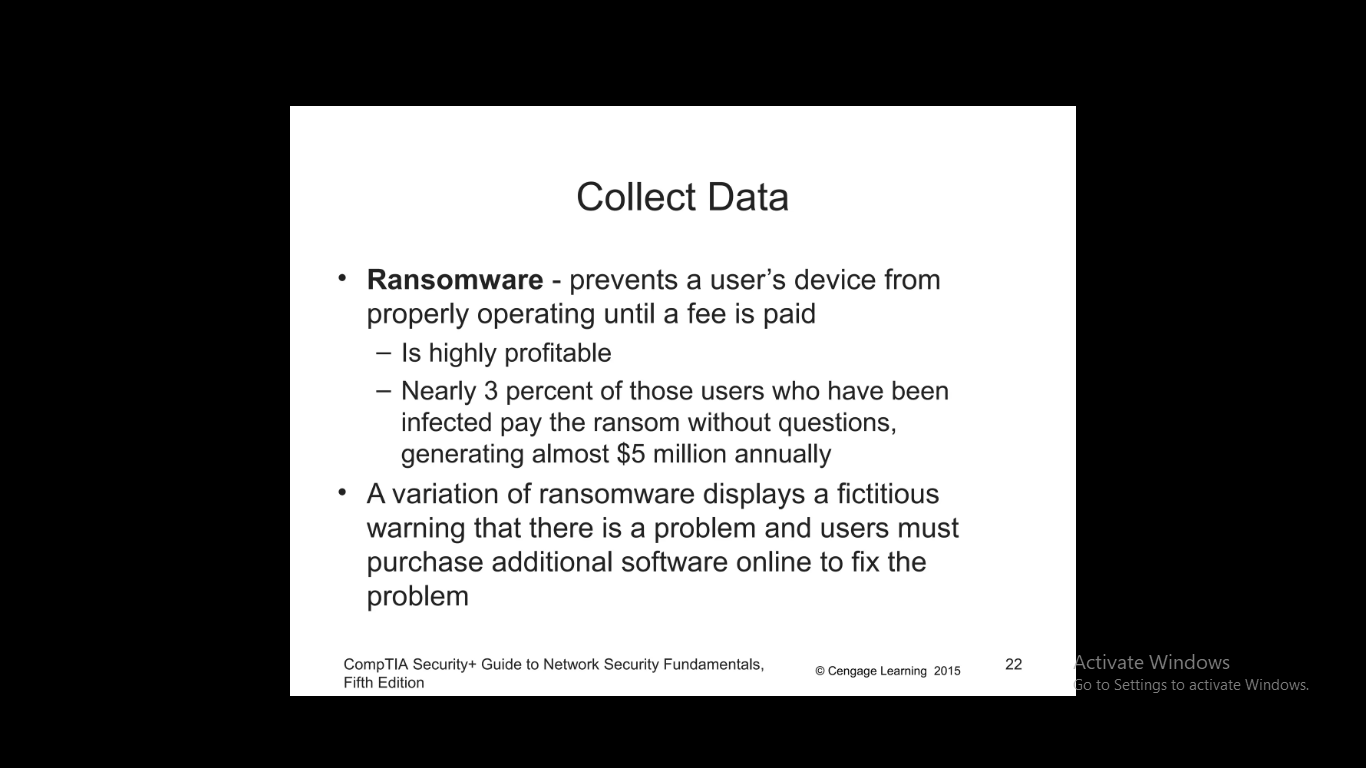 Collect Data
• Ransomware - prevents a user’s device from
properly operating until a fee is paid
– Is highly profitable
– Nearly 3 percent of those users who have been
infected pay the ransom without questions,
generating almost $5 million annually
• A variation of ransomware displays a fictitious
warning that there is a problem and users must
purchase additional software online to fix the
problem
CompTIA Security+ Guide to Network Security Fundamentals,
Fifth Edition
© Cengage Learning 2015
22
Activate Windows
Go to Settings to activate Windows.